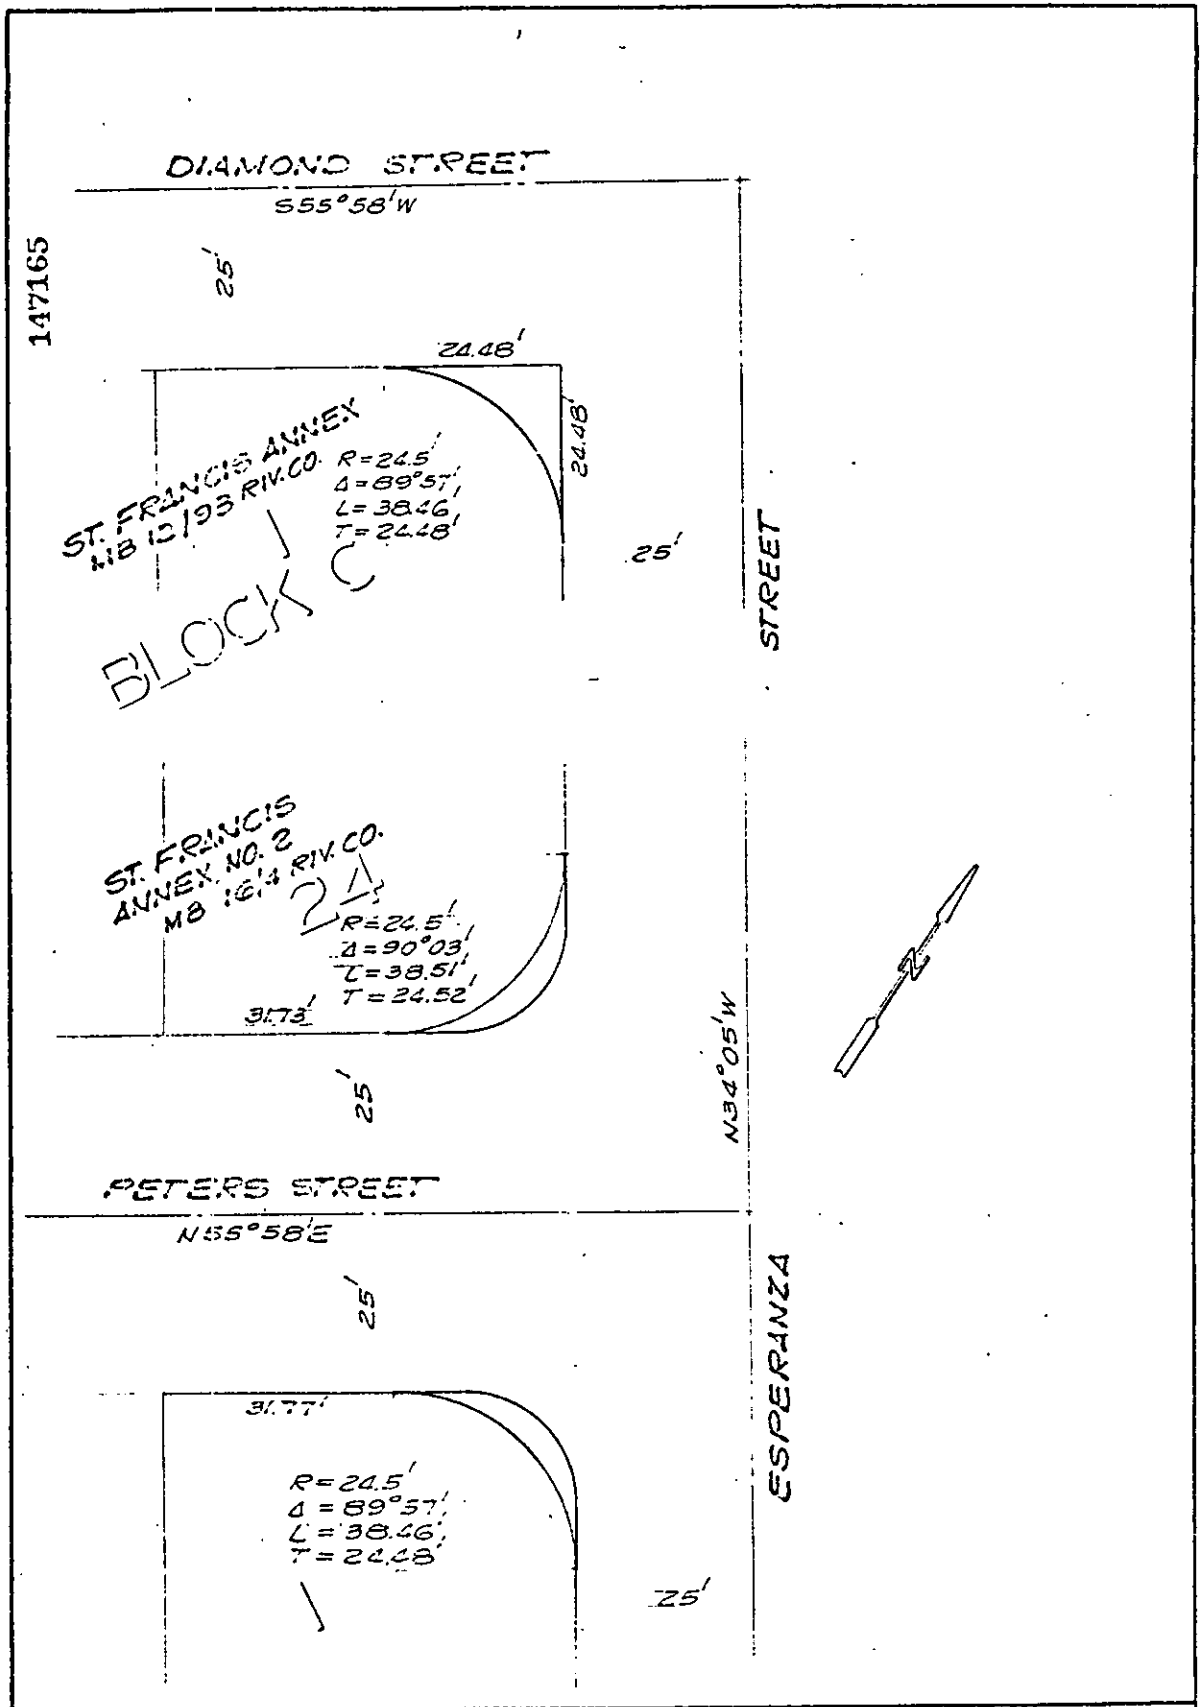 147165
DIAMOND STREET
S55°58'W
25'
24.48'
24.48'
ST. FRANCIS ANNEX
MB 12/93 RIV. CO.
R=24.5'
Δ=89°57'
L=38.46'
T=24.48'
1
BLOCK C
25'
STREET
ST. FRANCIS
ANNEX NO. 2
MB 16/4 RIV. CO.
24
R=24.5'
Δ=90°03'
L=38.51'
T=24.52'
31.73'
25'
N34°05'W
N
PETERS STREET
N55°58'E
25'
ESPERANZA
31.77'
R=24.5'
Δ=89°57'
L=38.46'
T=24.48'
1
25'